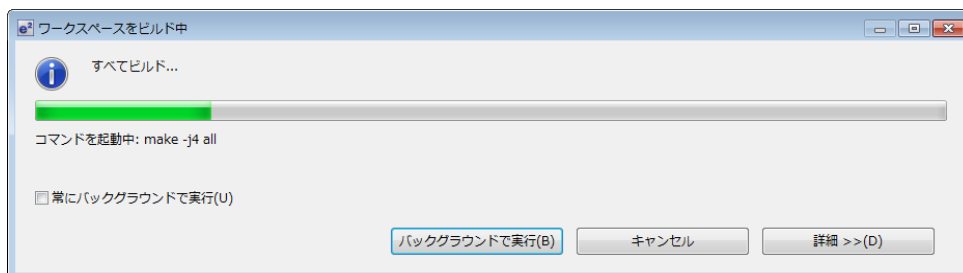 e² ワークスペースをビルド中
すべてビルド...
コマンドを起動中: make -j4 all
常にバックグラウンドで実行(U)
バックグラウンドで実行(B) キャンセル 詳細 >>(D)